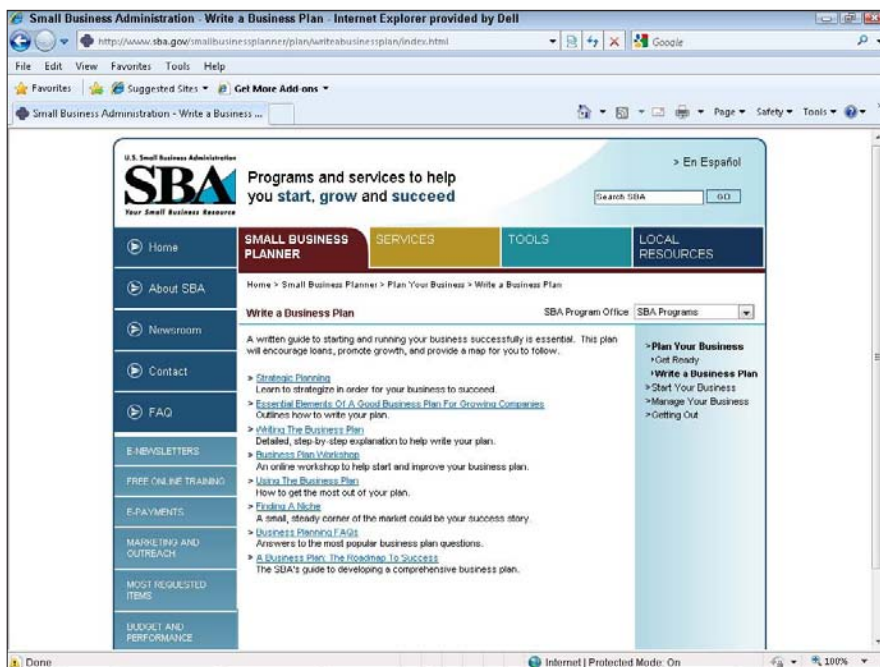 Small Business Administration - Write a Business Plan - Internet Explorer provided by Dell
http://www.sba.gov/smallbusinessplanner/plan/writeabusinessplan/index.html
Google
File Edit View Favorites Tools Help
Favorites Suggested Sites Get More Add-ons
Small Business Administration - Write a Business ...
Page Safety Tools
U.S. Small Business Administration
SBA
Your Small Business Resource
Programs and services to help
you start, grow and succeed
> En Español
Search SBA GO
Home
About SBA
Newsroom
Contact
FAQ
E-NEWSLETTERS
FREE ONLINE TRAINING
E-PAYMENTS
MARKETING AND
OUTREACH
MOST REQUESTED
ITEMS
BUDGET AND
PERFORMANCE
SMALL BUSINESS
PLANNER
SERVICES
TOOLS
LOCAL
RESOURCES
Home > Small Business Planner > Plan Your Business > Write a Business Plan
Write a Business Plan
SBA Program Office SBA Programs
A written guide to starting and running your business successfully is essential. This plan
will encourage loans, promote growth, and provide a map for you to follow.
> Strategic Planning
Learn to strategize in order for your business to succeed.
> Essential Elements Of A Good Business Plan For Growing Companies
Outlines how to write your plan.
> Writing The Business Plan
Detailed, step-by-step explanation to help write your plan.
> Business Plan Workshop
An online workshop to help start and improve your business plan.
> Using The Business Plan
How to get the most out of your plan.
> Finding A Niche
A small, steady corner of the market could be your success story.
> Business Planning FAQs
Answers to the most popular business plan questions.
> A Business Plan: The Roadmap To Success
The SBA's guide to developing a comprehensive business plan.
>Plan Your Business
Get Ready
Write a Business Plan
>Start Your Business
>Manage Your Business
>Getting Out
Done
Internet | Protected Mode: On
100%